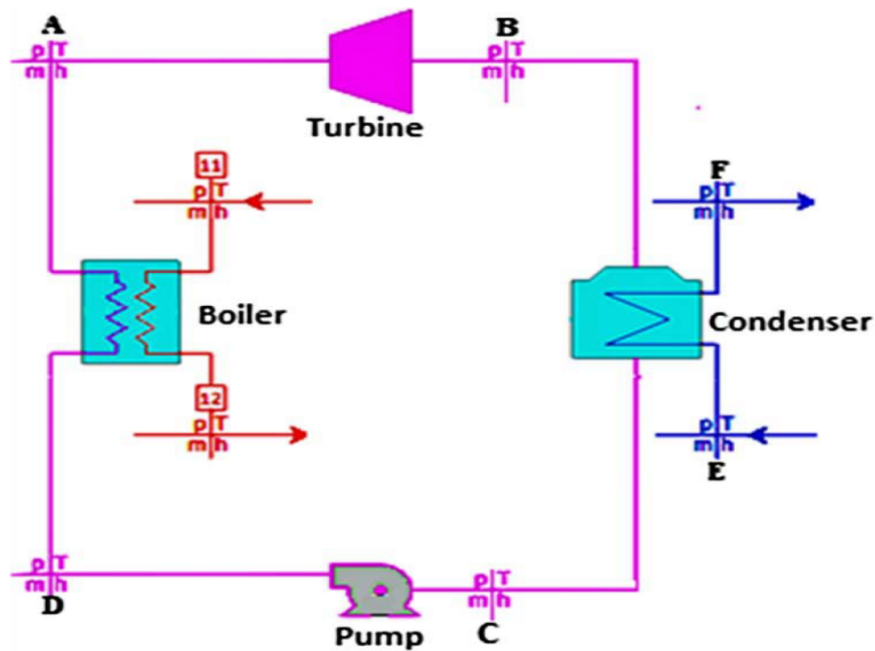 A
B
p T
m h
p T
m h
Turbine
11
p T
m h
F
p T
m h
Boiler
Condenser
12
p T
m h
p T
m h
E
p T
m h
D
p T
m h
C
Pump